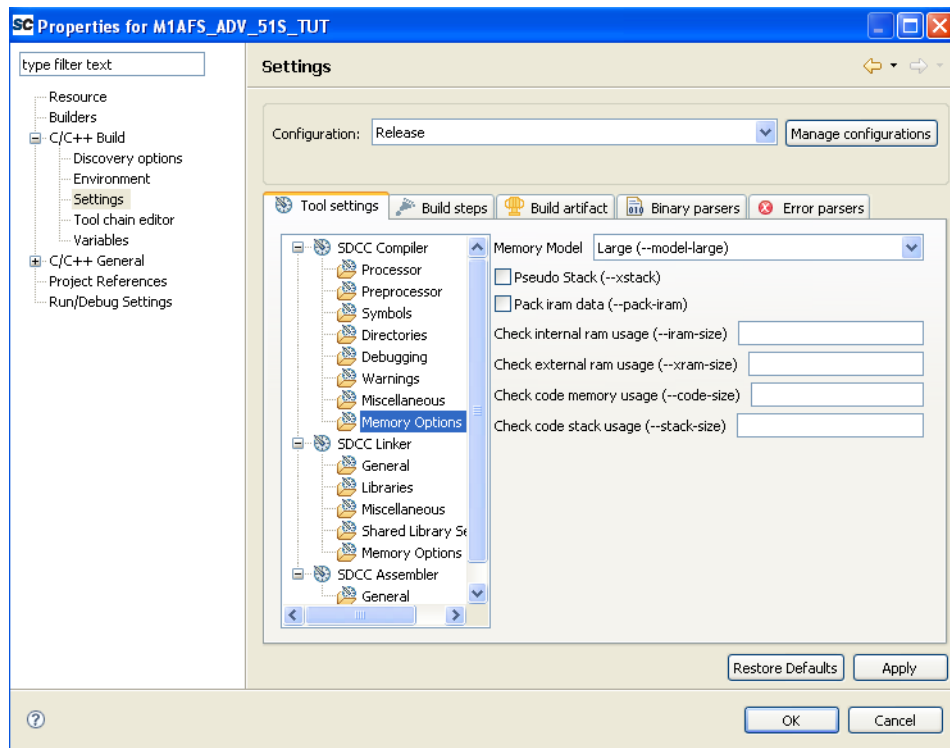 SC Properties for M1AFS_ADV_51S_TUT
type filter text
Resource
Builders
C/C++ Build
Discovery options
Environment
Settings
Tool chain editor
Variables
C/C++ General
Project References
Run/Debug Settings
Settings
Configuration: Release Manage configurations
Tool settings Build steps Build artifact 010 Binary parsers Error parsers
SDCC Compiler
Processor
Preprocessor
Symbols
Directories
Debugging
Warnings
Miscellaneous
Memory Options
SDCC Linker
General
Libraries
Miscellaneous
Shared Library Se
Memory Options
SDCC Assembler
General
Memory Model Large (--model-large)
Pseudo Stack (--xstack)
Pack iram data (--pack-iram)
Check internal ram usage (--iram-size)
Check external ram usage (--xram-size)
Check code memory usage (--code-size)
Check code stack usage (--stack-size)
Restore Defaults Apply
? OK Cancel